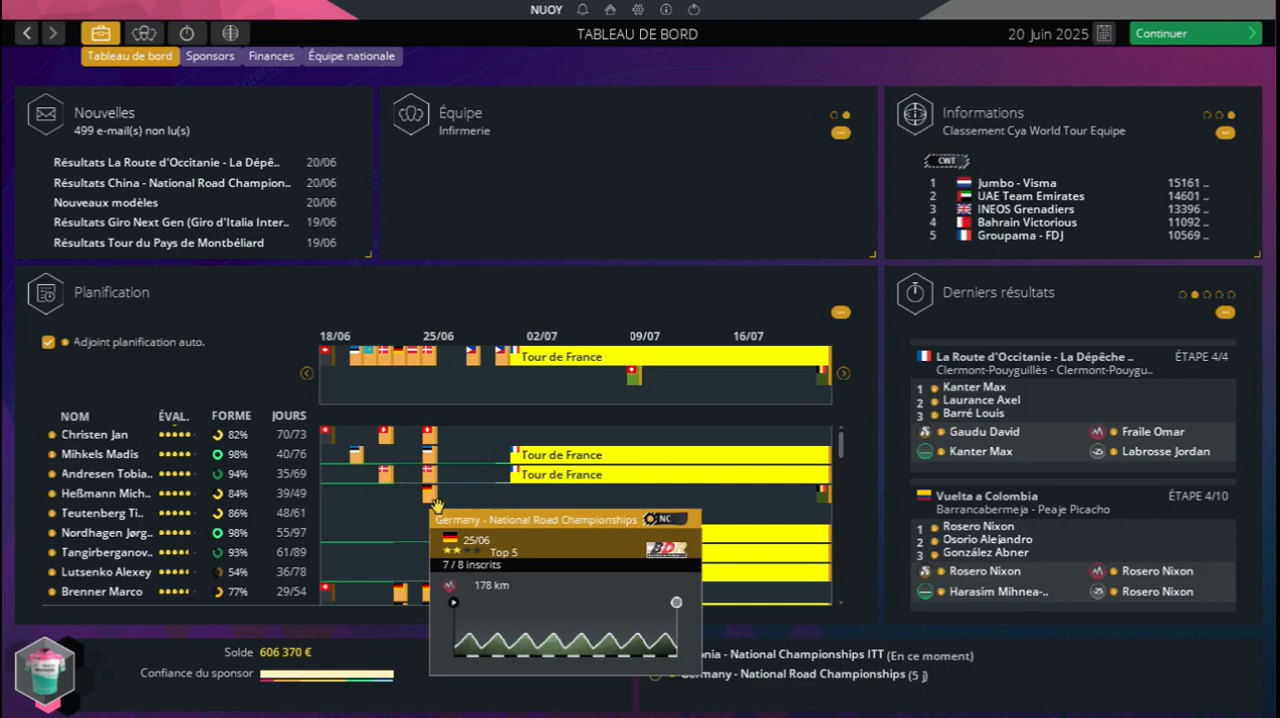 NUOY
TABLEAU DE BORD
20 Juin 2025
Continuer
Tableau de bord
Sponsors
Finances
Équipe nationale
Nouvelles
499 e-mail(s) non lu(s)
Résultats La Route d'Occitanie - La Dépê.. 20/06
Résultats China - National Road Champion.. 20/06
Nouveaux modèles 20/06
Résultats Giro Next Gen (Giro d'Italia Inter.. 19/06
Résultats Tour du Pays de Montbéliard 19/06
Équipe
Infirmerie
Informations
Classement Cya World Tour Equipe
CWT
1 Jumbo - Visma 15161 ..
2 UAE Team Emirates 14601 ..
3 INEOS Grenadiers 13396 ..
4 Bahrain Victorious 11092 ..
5 Groupama - FDJ 10569 ..
Planification
Adjoint planification auto.
18/06 25/06 02/07 09/07 16/07
Tour de France
NOM ÉVAL. FORME JOURS
Christen Jan 82% 70/73
Mihkels Madis 98% 40/76
Tour de France
Andresen Tobia.. 94% 35/69
Tour de France
Heßmann Mich.. 84% 39/49
Teutenberg Ti.. 86% 48/61
Nordhagen Jørg.. 98% 55/97
Tangirberganov.. 93% 61/89
Lutsenko Alexey 54% 36/78
Brenner Marco 77% 29/54
Germany - National Road Championships NC
25/06
Top 5
BDR
7 / 8 inscrits
178 km
Derniers résultats
La Route d'Occitanie - La Dépêche .. ÉTAPE 4/4
Clermont-Pouyguillès - Clermont-Pouygu..
1 Kanter Max
2 Laurance Axel
3 Barré Louis
Gaudu David
Fraile Omar
Kanter Max
-25 Labrosse Jordan
Vuelta a Colombia ÉTAPE 4/10
Barrancabermeja - Peaje Picacho
1 Rosero Nixon
2 Osorio Alejandro
3 González Abner
Rosero Nixon
Rosero Nixon
Harasim Mihnea-..
-25 Rosero Nixon
Solde 606 370 €
Confiance du sponsor
onia - National Championships ITT (En ce moment)
Germany - National Road Championships (5 j)